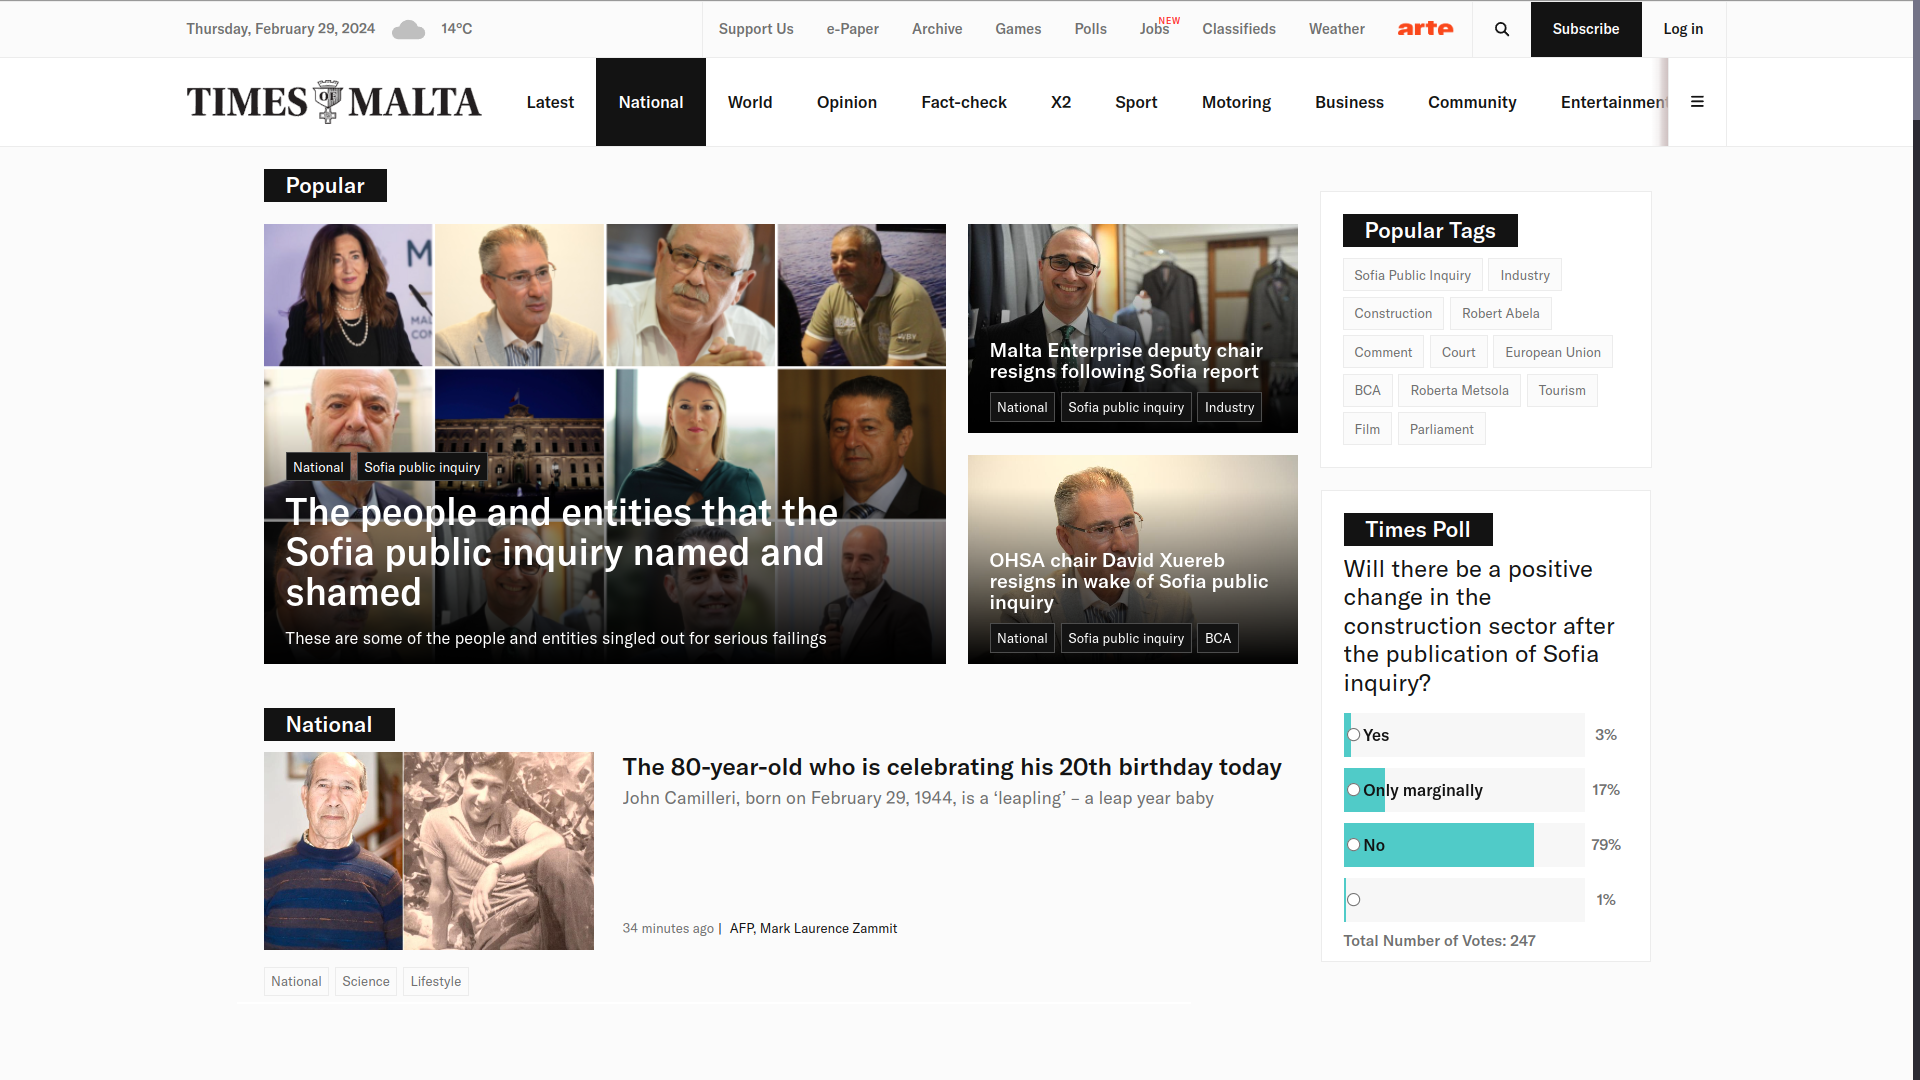 Thursday, February 29, 2024
14°C
Support Us
e-Paper
Archive
Games
Polls
Jobs
NEW
Classifieds
Weather
arte
Subscribe
Log in
TIMES OF MALTA
Latest
National
World
Opinion
Fact-check
X2
Sport
Motoring
Business
Community
Entertainment
Popular
National
Sofia public inquiry
The people and entities that the
Sofia public inquiry named and
shamed
These are some of the people and entities singled out for serious failings
Malta Enterprise deputy chair
resigns following Sofia report
National
Sofia public inquiry
Industry
OHSA chair David Xuereb
resigns in wake of Sofia public
inquiry
National
Sofia public inquiry
BCA
Popular Tags
Sofia Public Inquiry
Industry
Construction
Robert Abela
Comment
Court
European Union
BCA
Roberta Metsola
Tourism
Film
Parliament
Times Poll
Will there be a positive
change in the
construction sector after
the publication of Sofia
inquiry?
Yes
3%
Only marginally
17%
No
79%
1%
Total Number of Votes: 247
National
The 80-year-old who is celebrating his 20th birthday today
John Camilleri, born on February 29, 1944, is a ‘leapling’ – a leap year baby
34 minutes ago | AFP, Mark Laurence Zammit
National
Science
Lifestyle